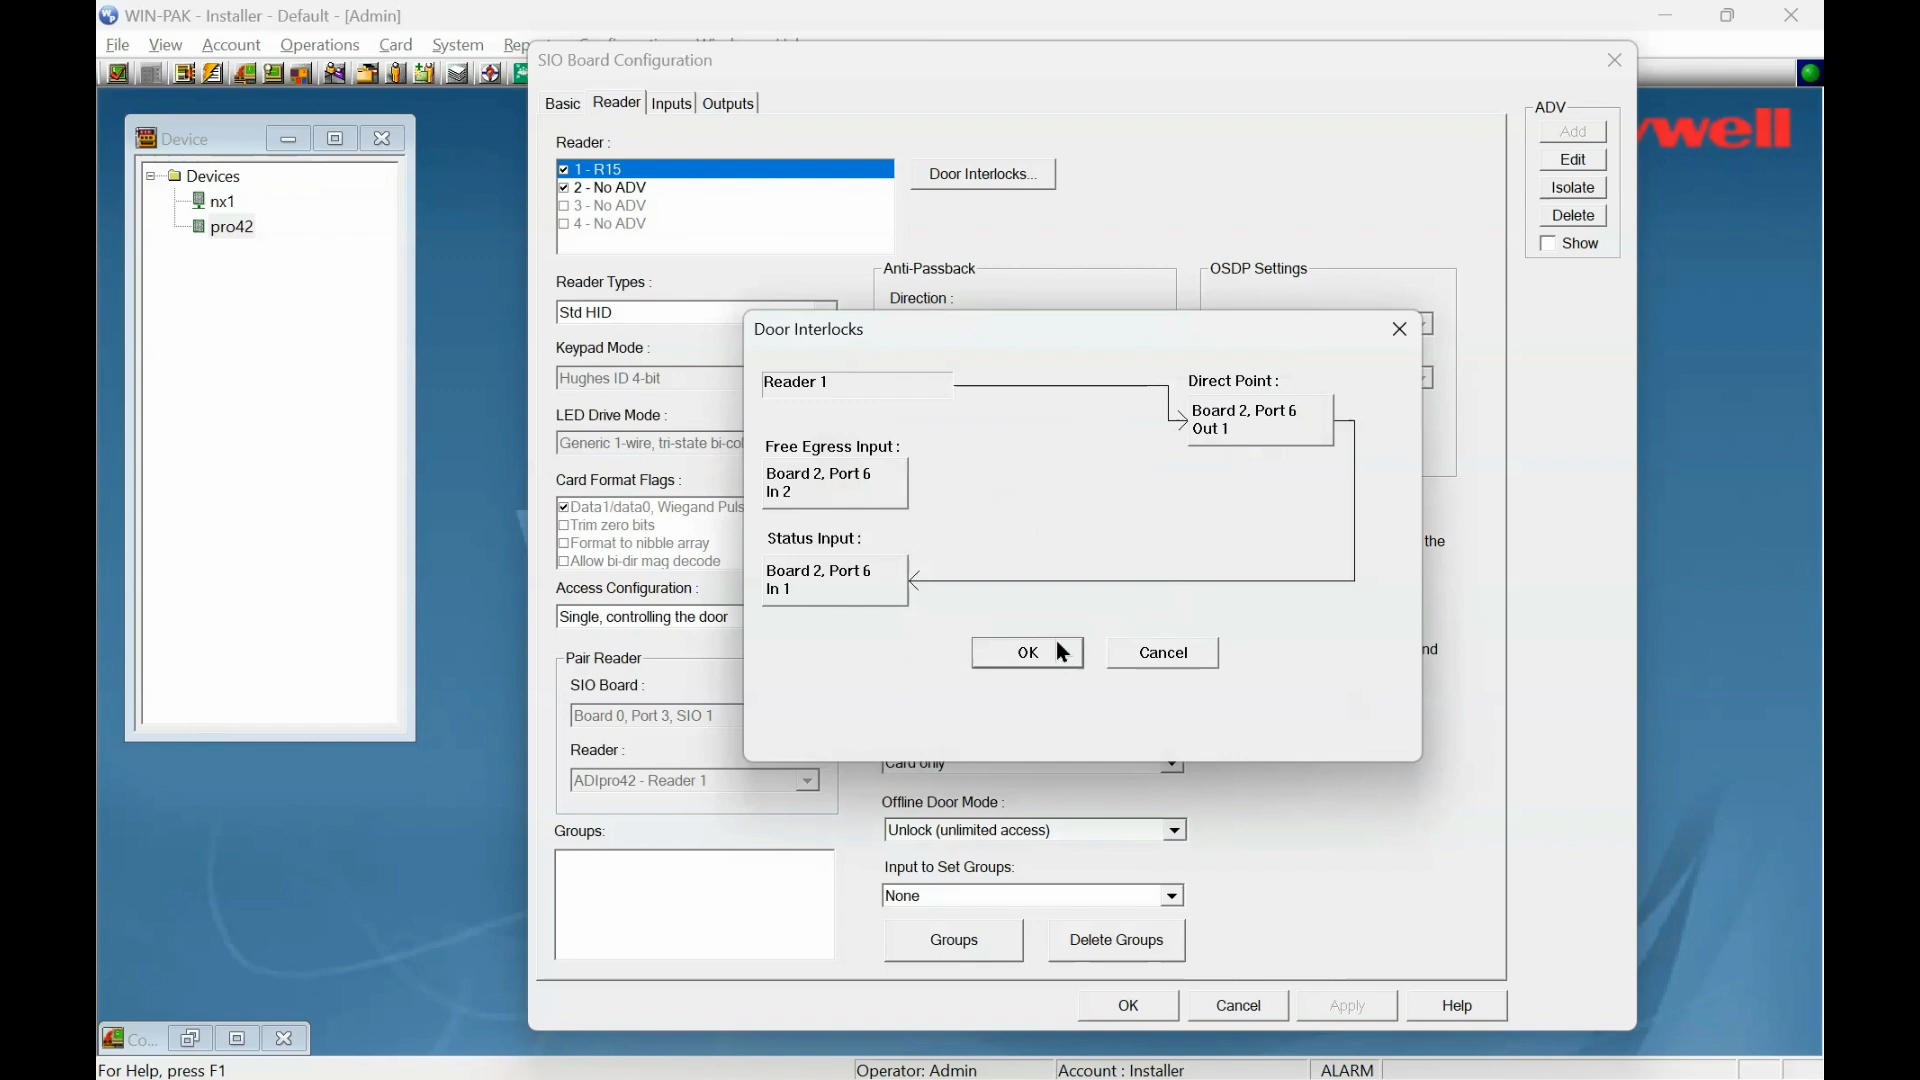 WIN-PAK - Installer - Default - [Admin]
File View Account Operations Card System
SIO Board Configuration
Basic Reader Inputs Outputs
Device
Devices
nx1
pro42
Reader :
1 - R15
2 - No ADV
3 - No ADV
4 - No ADV
Door Interlocks...
ADV
Add
Edit
Isolate
Delete
Show
Reader Types :
Std HID
Anti-Passback
Direction :
OSDP Settings
Keypad Mode :
Hughes ID 4-bit
LED Drive Mode :
Generic 1-wire, tri-state bi-col
Card Format Flags :
Data1/data0, Wiegand Puls
Trim zero bits
Format to nibble array
Allow bi-dir mag decode
Access Configuration :
Single, controlling the door
Pair Reader
SIO Board :
Board 0, Port 3, SIO 1
Reader :
ADIpro42 - Reader 1
Groups:
Door Interlocks
Reader 1
Direct Point :
Board 2, Port 6
Out 1
Free Egress Input :
Board 2, Port 6
In 2
Status Input :
Board 2, Port 6
In 1
OK Cancel
the
Card only
Offline Door Mode :
Unlock (unlimited access)
Input to Set Groups:
None
Groups Delete Groups
OK Cancel Apply Help
Co...
For Help, press F1
Operator: Admin
Account : Installer
ALARM